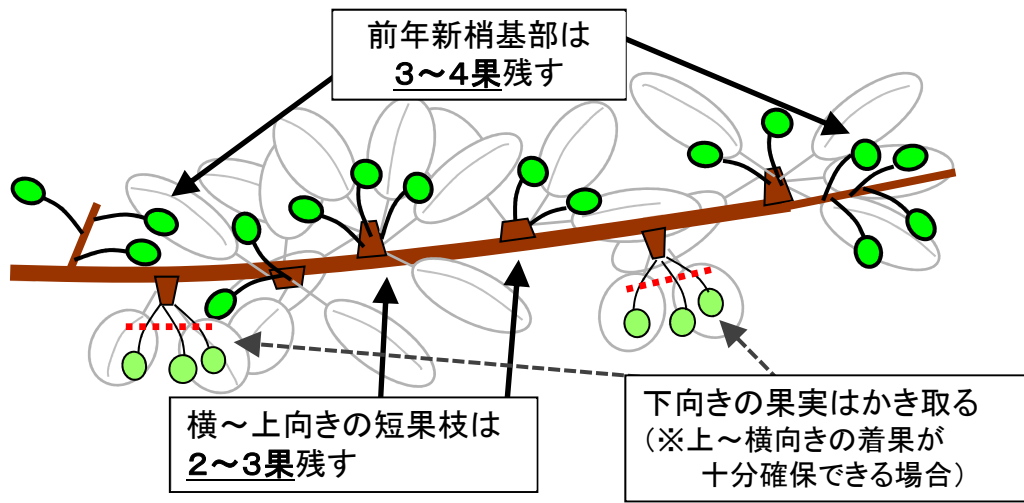 前年新梢基部は
3~4果残す
横~上向きの短果枝は
2~3果残す
下向きの果実はかき取る
(※上~横向きの着果が
十分確保できる場合)